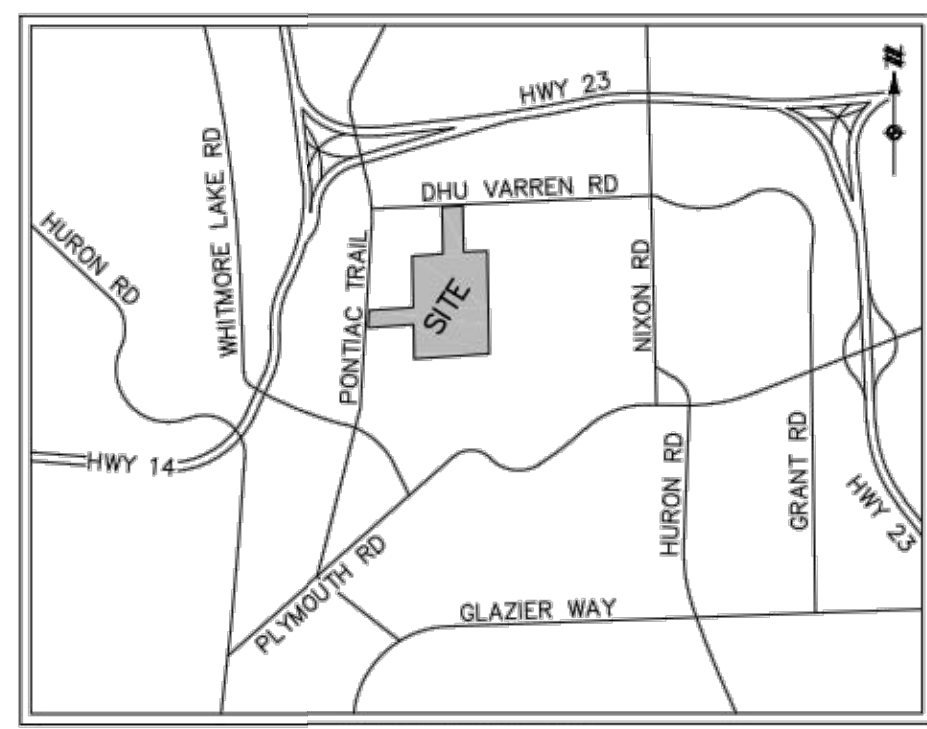 N
HWY 23
WHITMORE LAKE RD
DHU VARREN RD
HURON RD
PONTIAC TRAIL
SITE
NIXON RD
HWY 14
GRANT RD
HURON RD
HWY 23
PLYMOUTH RD
GLAZIER WAY